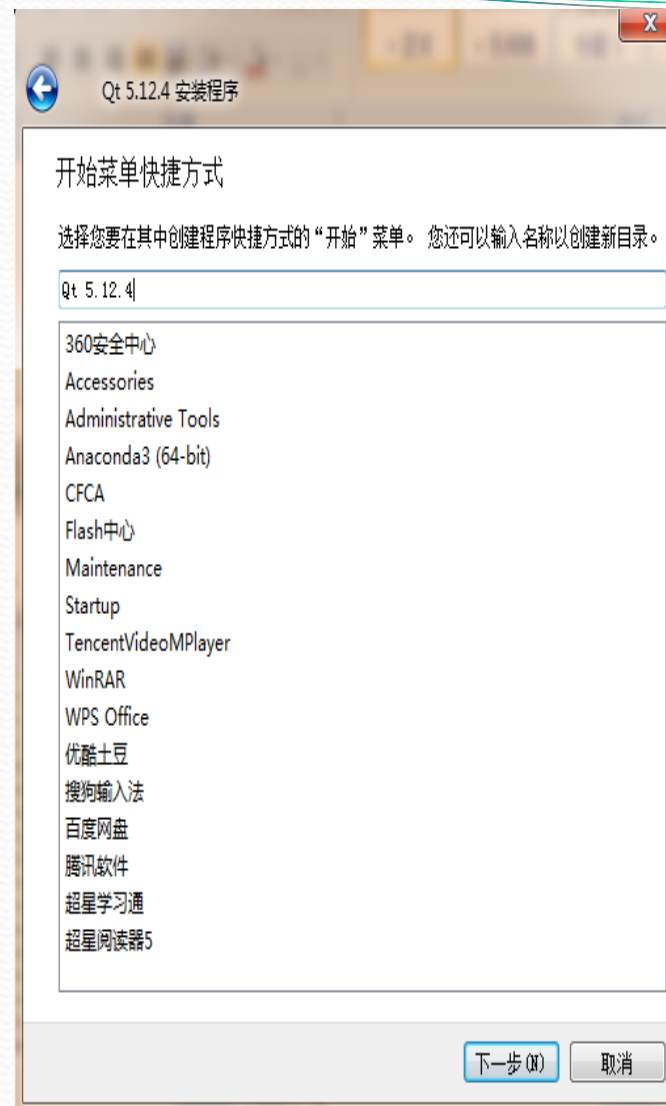 Qt 5.12.4 安装程序
开始菜单快捷方式
选择您要在其中创建程序快捷方式的“开始”菜单。 您还可以输入名称以创建新目录。
Qt 5.12.4
360安全中心
Accessories
Administrative Tools
Anaconda3 (64-bit)
CFCA
Flash中心
Maintenance
Startup
TencentVideoMPlayer
WinRAR
WPS Office
优酷土豆
搜狗输入法
百度网盘
腾讯软件
超星学习通
超星阅读器5
下一步(N) 取消